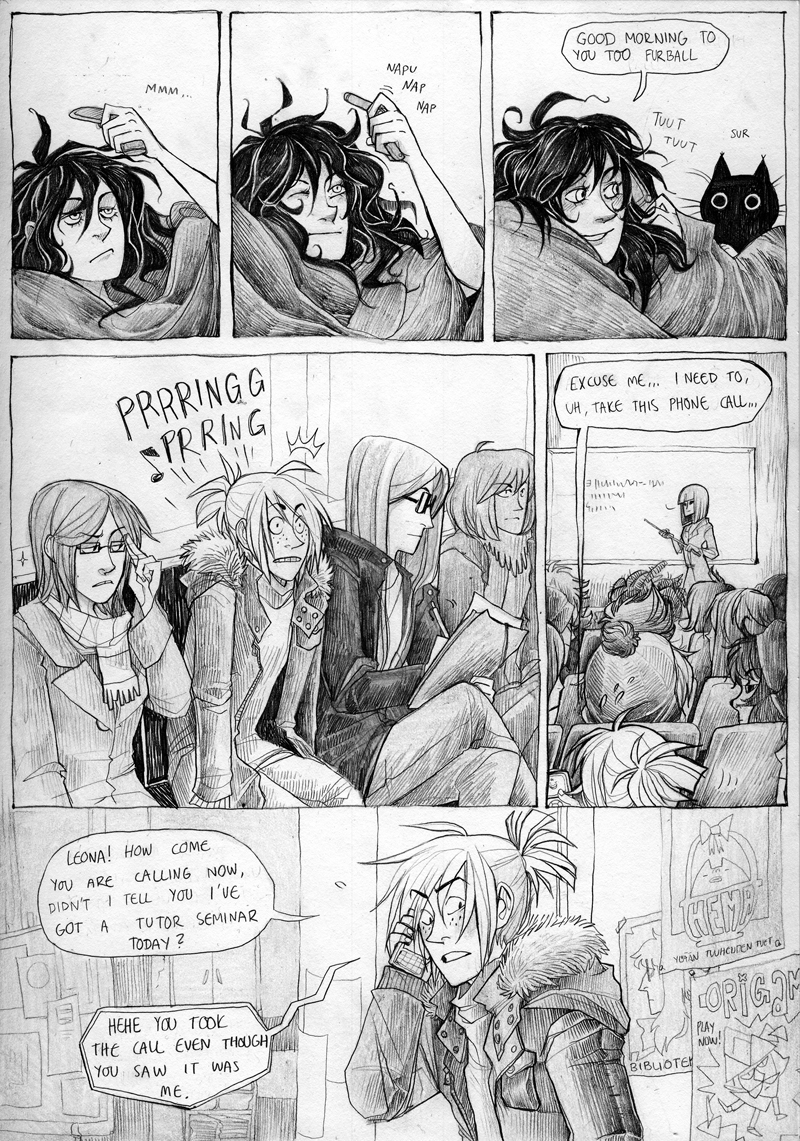 MMM...
NAPU
NAP
NAP
GOOD MORNING TO
YOU TOO FURBALL
TUUT
TUUT
SUR
PRRRINGG
PRRING
EXCUSE ME... I NEED TO,
UH, TAKE THIS PHONE CALL...
LEONA! HOW COME
YOU ARE CALLING NOW,
DIDN'T I TELL YOU I'VE
GOT A TUTOR SEMINAR
TODAY?
HEHE YOU TOOK
THE CALL EVEN THOUGH
YOU SAW IT WAS
ME.
HEMA
BIBLIOTEK
ORIGAM
PLAY
NOW!